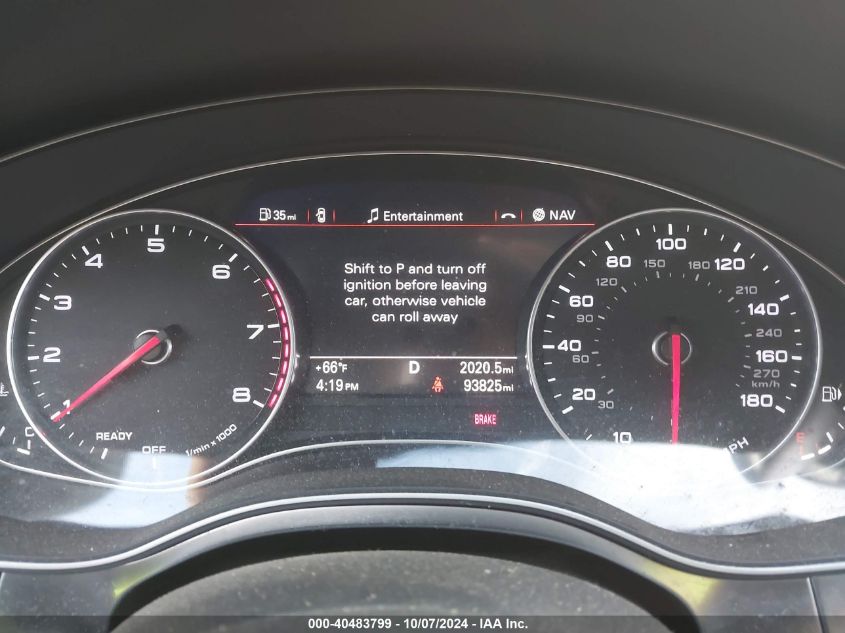 35 mi Entertainment NAV
Shift to P and turn off
ignition before leaving
car, otherwise vehicle
can roll away
+66°F D 2020.5mi
4:19PM 93825mi
BRAKE
1 2 3 4 5 6 7 8
READY OFF 1/min x 1000
C
10 20 40 60 80 100 120 140 160 180
30 60 90 120 150 180 210 240 270
km/h
E
000-40483799 - 10/07/2024 - IAA Inc.